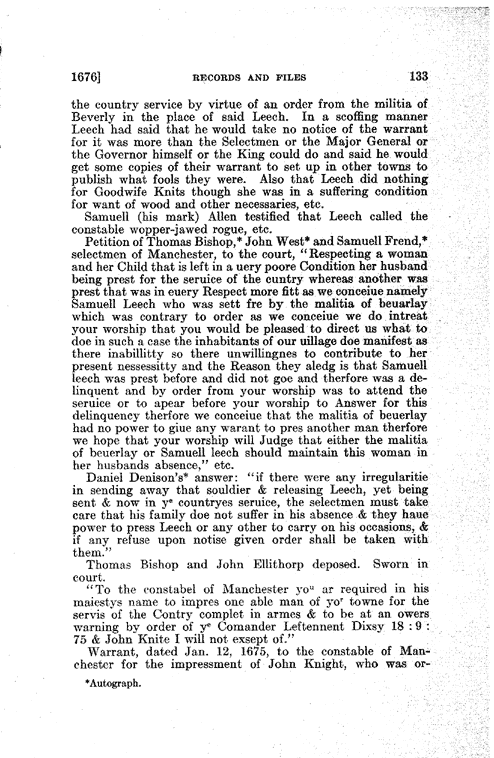 1676] RECORDS AND FILES 133
the country service by virtue of an order from the militia of
Beverly in the place of said Leech. In a scoffing manner
Leech had said that he would take no notice of the warrant
for it was more than the Selectmen or the Major General or
the Governor himself or the King could do and said he would
get some copies of their warrant to set up in other towns to
publish what fools they were. Also that Leech did nothing
for Goodwife Knits though she was in a suffering condition
for want of wood and other necessaries, etc.
Samuell (his mark) Allen testified that Leech called the
constable wopper-jawed rogue, etc.
Petition of Thomas Bishop,* John West* and Samuell Frend,*
selectmen of Manchester, to the court, "Respecting a woman
and her Child that is left in a uery poore Condition her husband
being prest for the seruice of the cuntry whereas another was
prest that was in euery Respect more fitt as we conceiue namely
Samuell Leech who was sett fre by the malitia of beuarlay
which was contrary to order as we conceiue we do intreat
your worship that you would be pleased to direct us what to
doe in such a case the inhabitants of our uillage doe manifest as
there inabillitty so there unwillingnes to contribute to her
present nessessitty and the Reason they aledg is that Samuell
leech was prest before and did not goe and therfore was a de-
linquent and by order from your worship was to attend the
seruice or to apear before your worship to Answer for this
delinquency therfore we conceiue that the malitia of beuerlay
had no power to giue any warant to pres another man therfore
we hope that your worship will Judge that either the malitia
of beuerlay or Samuell leech should maintain this woman in
her husbands absence," etc.
Daniel Denison's* answer: "if there were any irregularitie
in sending away that souldier & releasing Leech, yet being
sent & now in yᵉ countryes seruice, the selectmen must take
care that his family doe not suffer in his absence & they haue
power to press Leech or any other to carry on his occasions, &
if any refuse upon notise given order shall be taken with
them."
Thomas Bishop and John Ellithorp deposed. Sworn in
court.
"To the constabel of Manchester yoᵘ ar required in his
maiestys name to impres one able man of yoʳ towne for the
servis of the Contry complet in armes & to be at an owers
warning by order of yᵉ Comander Leftennent Dixsy 18 : 9 :
75 & John Knite I will not exsept of."
Warrant, dated Jan. 12, 1675, to the constable of Man-
chester for the impressment of John Knight, who was or-
*Autograph.